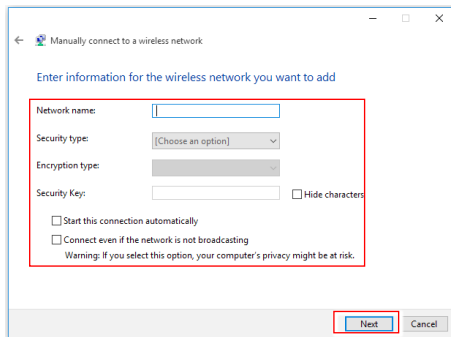 Manually connect to a wireless network
Enter information for the wireless network you want to add
Network name:
Security type: [Choose an option]
Encryption type:
Security Key: Hide characters
Start this connection automatically
Connect even if the network is not broadcasting
Warning: If you select this option, your computer's privacy might be at risk.
Next Cancel